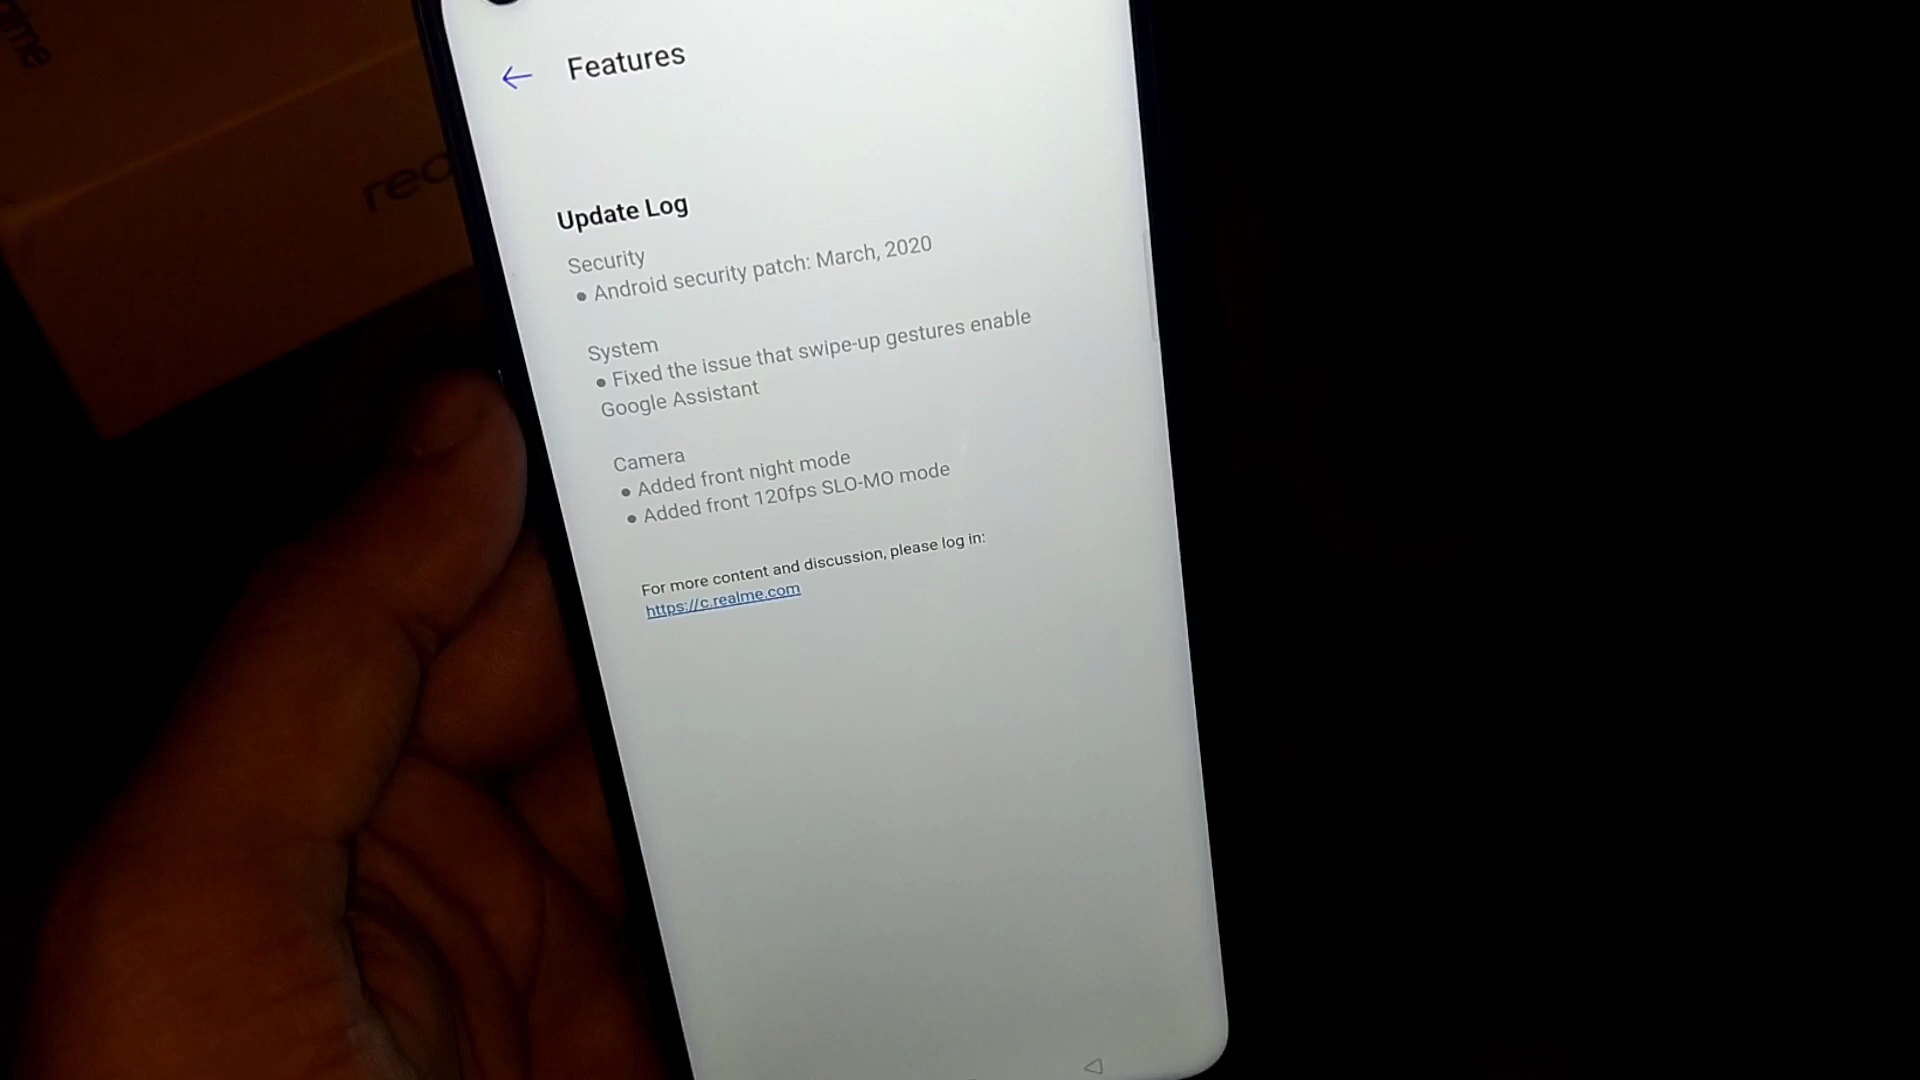 Features
Update Log
Security
• Android security patch: March, 2020
System
• Fixed the issue that swipe-up gestures enable
Google Assistant
Camera
• Added front night mode
• Added front 120fps SLO-MO mode
For more content and discussion, please log in:
https://c.realme.com